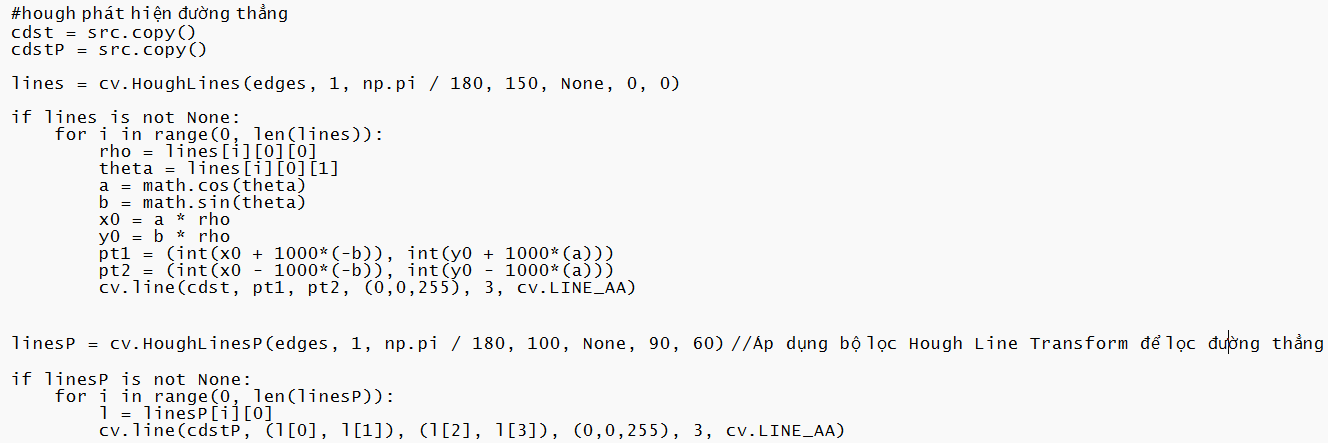 #hough phát hiện đường thẳng
cdst = src.copy()
cdstP = src.copy()
lines = cv.HoughLines(edges, 1, np.pi / 180, 150, None, 0, 0)
if lines is not None:
    for i in range(0, len(lines)):
        rho = lines[i][0][0]
        theta = lines[i][0][1]
        a = math.cos(theta)
        b = math.sin(theta)
        x0 = a * rho
        y0 = b * rho
        pt1 = (int(x0 + 1000*(-b)), int(y0 + 1000*(a)))
        pt2 = (int(x0 - 1000*(-b)), int(y0 - 1000*(a)))
        cv.line(cdst, pt1, pt2, (0,0,255), 3, cv.LINE_AA)
linesP = cv.HoughLinesP(edges, 1, np.pi / 180, 100, None, 90, 60) //Áp dụng bộ lọc Hough Line Transform để lọc đường thẳng
if linesP is not None:
    for i in range(0, len(linesP)):
        l = linesP[i][0]
        cv.line(cdstP, (l[0], l[1]), (l[2], l[3]), (0,0,255), 3, cv.LINE_AA)